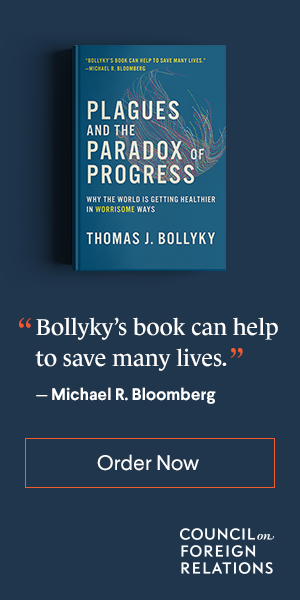 "BOLLYKY'S BOOK CAN HELP TO SAVE MANY LIVES."
—MICHAEL R. BLOOMBERG
PLAGUES
AND THE
PARADOX OF
PROGRESS
WHY THE WORLD IS GETTING HEALTHIER
IN WORRISOME WAYS
THOMAS J. BOLLYKY
“Bollyky’s book can help
to save many lives.”
— Michael R. Bloomberg
Order Now
COUNCIL on
FOREIGN
RELATIONS